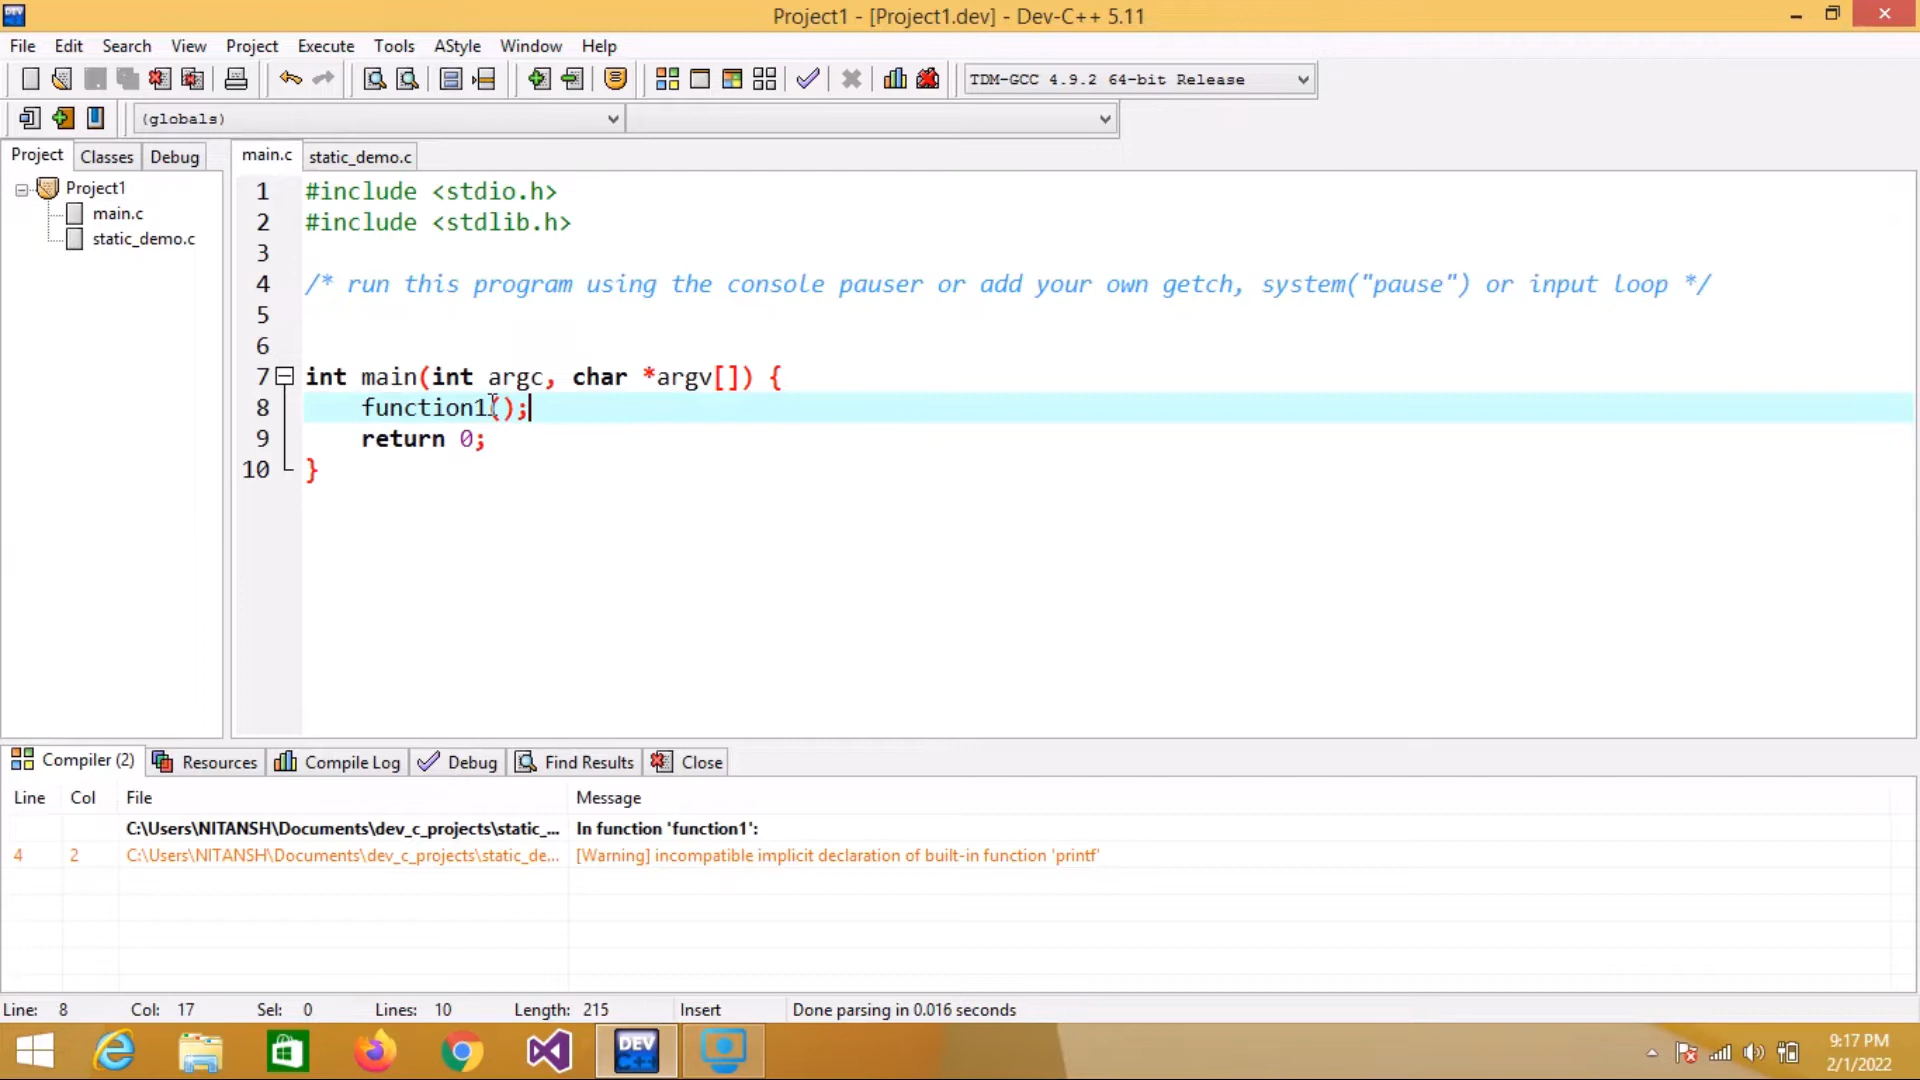 Project1 - [Project1.dev] - Dev-C++ 5.11
File Edit Search View Project Execute Tools AStyle Window Help
TDM-GCC 4.9.2 64-bit Release
(globals)
Project Classes Debug main.c static_demo.c
Project1
main.c
static_demo.c
1 #include <stdio.h>
2 #include <stdlib.h>
3
4 /* run this program using the console pauser or add your own getch, system("pause") or input loop */
5
6
7 int main(int argc, char *argv[]) {
8 function1();
9 return 0;
10 }
Compiler (2) Resources Compile Log Debug Find Results Close
Line Col File Message
C:\Users\NITANSH\Documents\dev_c_projects\static_... In function 'function1':
4 2 C:\Users\NITANSH\Documents\dev_c_projects\static_de... [Warning] incompatible implicit declaration of built-in function 'printf'
Line: 8 Col: 17 Sel: 0 Lines: 10 Length: 215 Insert Done parsing in 0.016 seconds
DEV C++
9:17 PM
2/1/2022